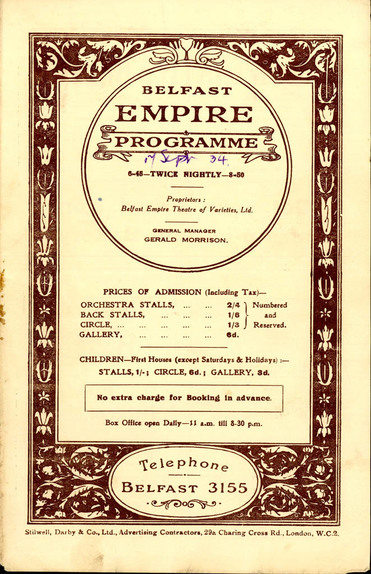 BELFAST
EMPIRE
PROGRAMME
17 Sept 34.
6-45—TWICE NIGHTLY—8-50
Proprietors :
Belfast Empire Theatre of Varieties, Ltd.
GENERAL MANAGER
GERALD MORRISON.
PRICES OF ADMISSION (Including Tax)—
ORCHESTRA STALLS, ... ... 2/4 } Numbered
BACK STALLS, ... ... ... 1/6 } and
CIRCLE, ... ... ... ... ... 1/3 } Reserved.
GALLERY, ... ... ... ... 6d.
CHILDREN—First Houses (except Saturdays & Holidays) :—
STALLS, 1/- ; CIRCLE, 6d. ; GALLERY, 3d.
No extra charge for Booking in advance.
Box Office open Daily—11 a.m. till 8-30 p.m.
Telephone
BELFAST 3155
Stilwell, Darby & Co., Ltd., Advertising Contractors, 29a Charing Cross Rd., London, W.C.2.